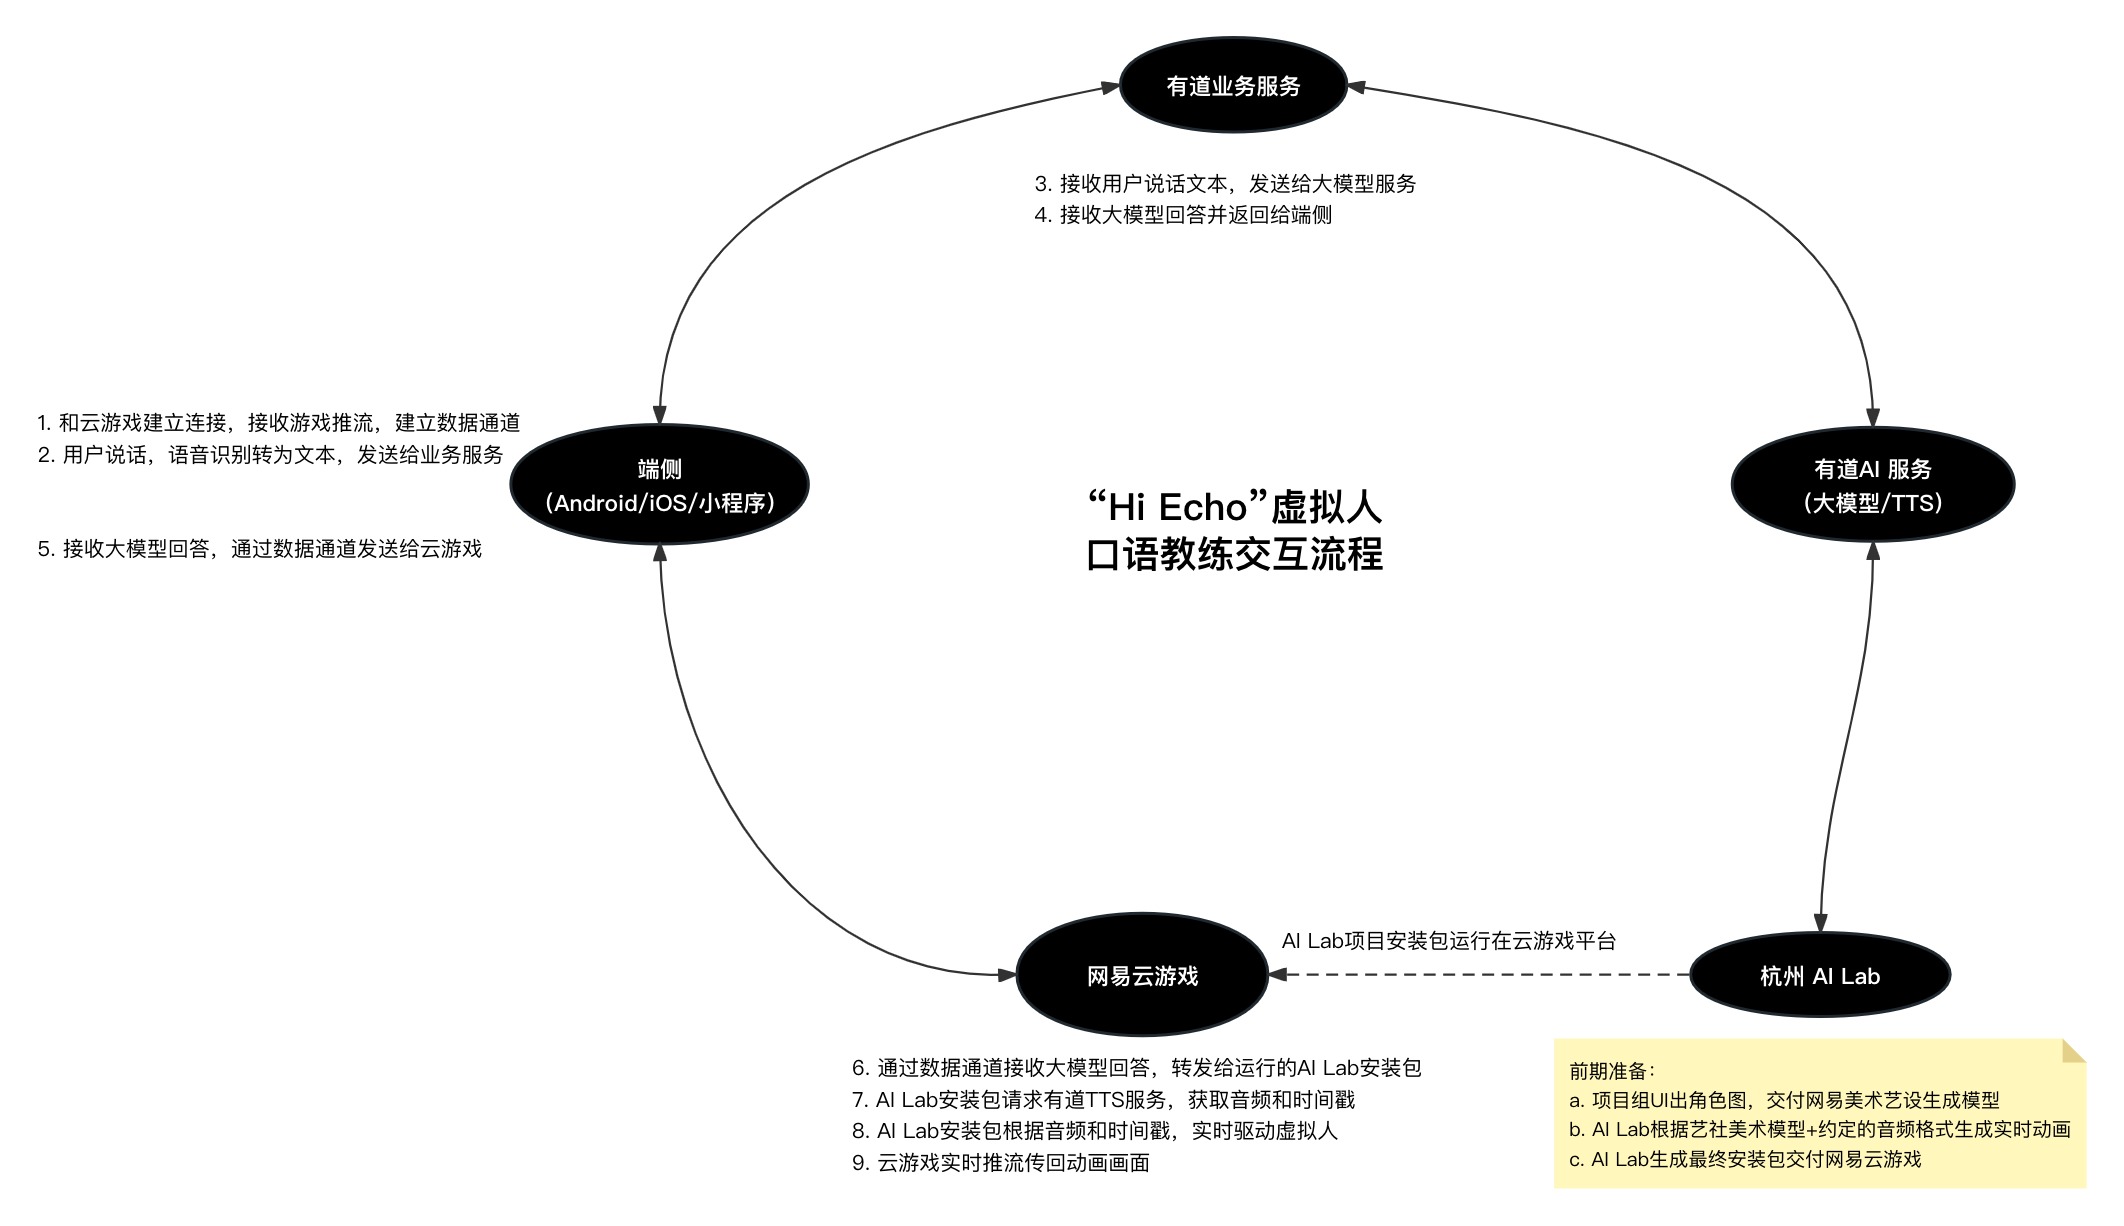 有道业务服务
3. 接收用户说话文本，发送给大模型服务
4. 接收大模型回答并返回给端侧
1. 和云游戏建立连接，接收游戏推流，建立数据通道
2. 用户说话，语音识别转为文本，发送给业务服务
5. 接收大模型回答，通过数据通道发送给云游戏
端侧
（Android/iOS/小程序）
“Hi Echo”虚拟人
口语教练交互流程
有道AI 服务
（大模型/TTS）
网易云游戏
AI Lab项目安装包运行在云游戏平台
杭州 AI Lab
6. 通过数据通道接收大模型回答，转发给运行的AI Lab安装包
7. AI Lab安装包请求有道TTS服务，获取音频和时间戳
8. AI Lab安装包根据音频和时间戳，实时驱动虚拟人
9. 云游戏实时推流传回动画画面
前期准备：
a. 项目组UI出角色图，交付网易美术艺设生成模型
b. AI Lab根据艺社美术模型+约定的音频格式生成实时动画
c. AI Lab生成最终安装包交付网易云游戏